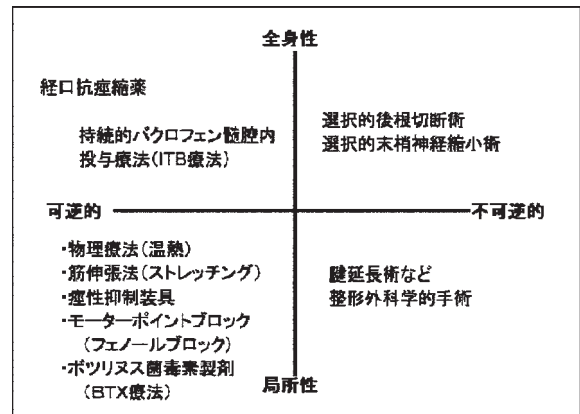 全身性
経口抗痙縮薬
持続的バクロフェン髄腔内
投与療法(ITB療法)
選択的後根切断術
選択的末梢神経縮小術
可逆的
不可逆的
・物理療法(温熱)
・筋伸張法(ストレッチング)
・痙性抑制装具
・モーターポイントブロック
(フェノールブロック)
・ボツリヌス菌毒素製剤
(BTX療法)
腱延長術など
整形外科学的手術
局所性